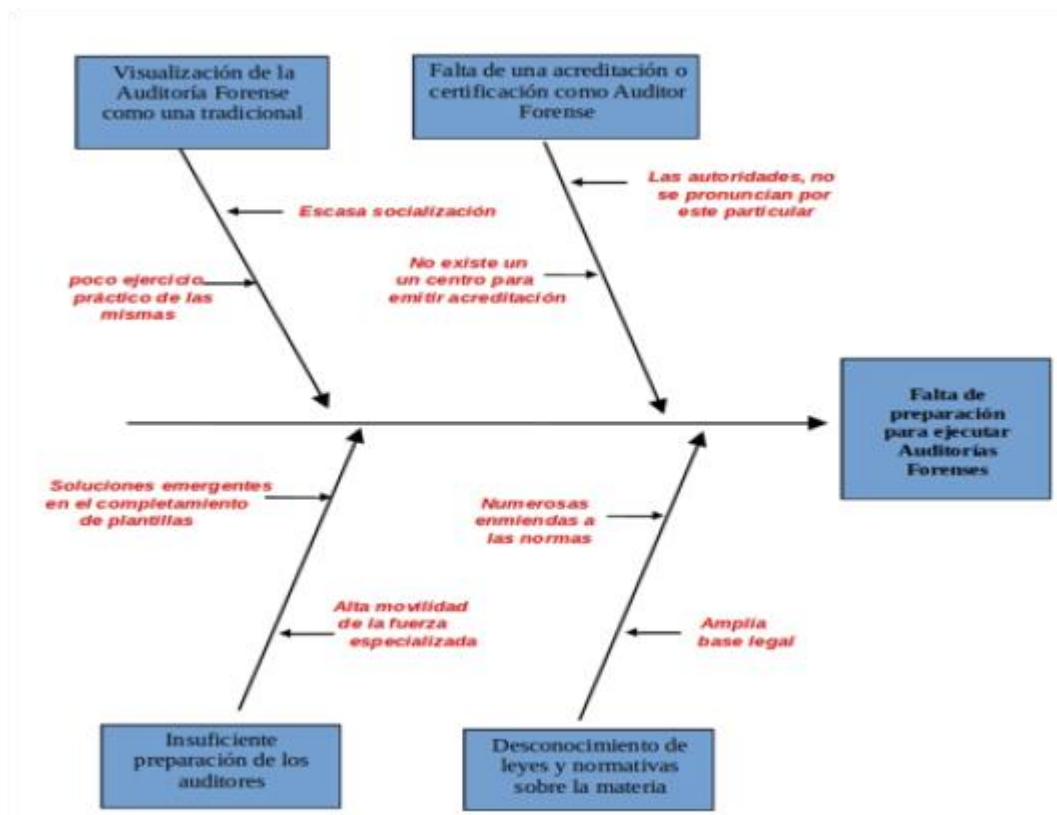 Visualización de la
Auditoría Forense
como una tradicional
Falta de una acreditación o
certificación como Auditor
Forense
Escasa socialización
poco ejercicio
práctico de las
mismas
Las autoridades, no
se pronuncian por
este particular
No existe un
un centro para
emitir acreditación
Falta de
preparación
para ejecutar
Auditorías
Forenses
Soluciones emergentes
en el completamiento
de plantillas
Alta movilidad
de la fuerza
especializada
Numerosas
enmiendas a
las normas
Amplia
base legal
Insuficiente
preparación de los
auditores
Desconocimiento de
leyes y normativas
sobre la materia